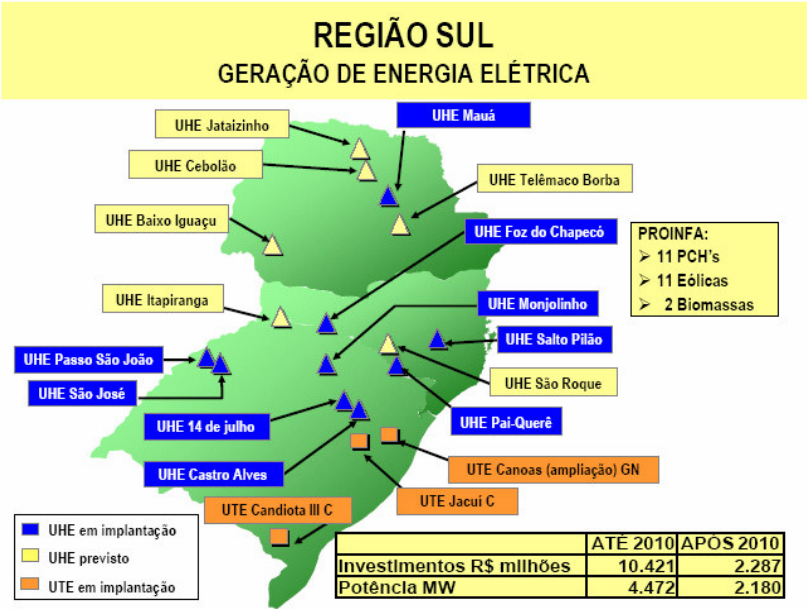 REGIÃO SUL
GERAÇÃO DE ENERGIA ELÉTRICA
UHE Mauá
UHE Jataizinho
UHE Cebolão
UHE Telêmaco Borba
UHE Baixo Iguaçu
UHE Foz do Chapecó
PROINFA:
➢ 11 PCH's
➢ 11 Eólicas
➢ 2 Biomassas
UHE Itapiranga
UHE Monjolinho
UHE Salto Pilão
UHE Passo São João
UHE São José
UHE São Roque
UHE 14 de julho
UHE Pai-Querê
UHE Castro Alves
UTE Canoas (ampliação) GN
UTE Jacuí C
UTE Candiota III C
UHE em implantação
UHE previsto
UTE em implantação
ATÉ 2010 APÓS 2010
Investimentos R$ milhões 10.421 2.287
Potência MW 4.472 2.180